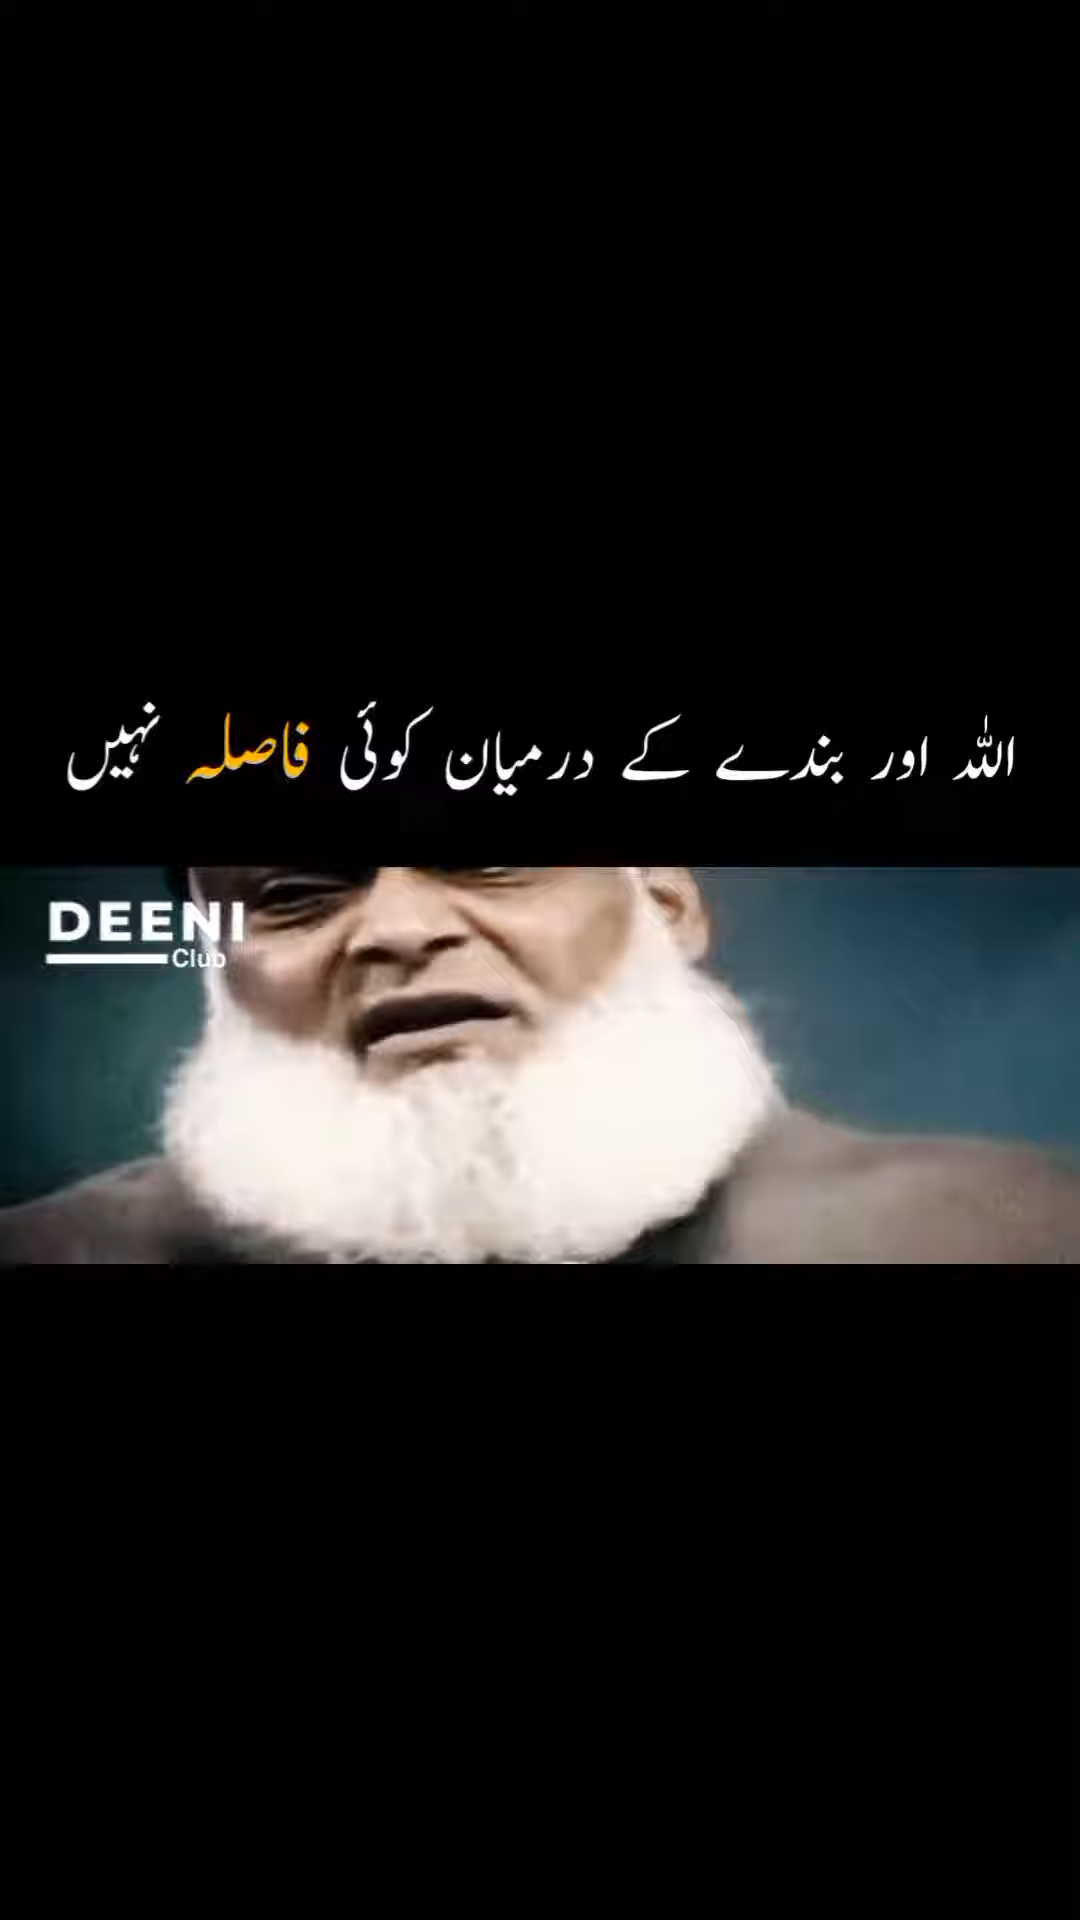 اللہ اور بندے کے درمیان کوئی فاصلہ نہیں
DEENI
Club